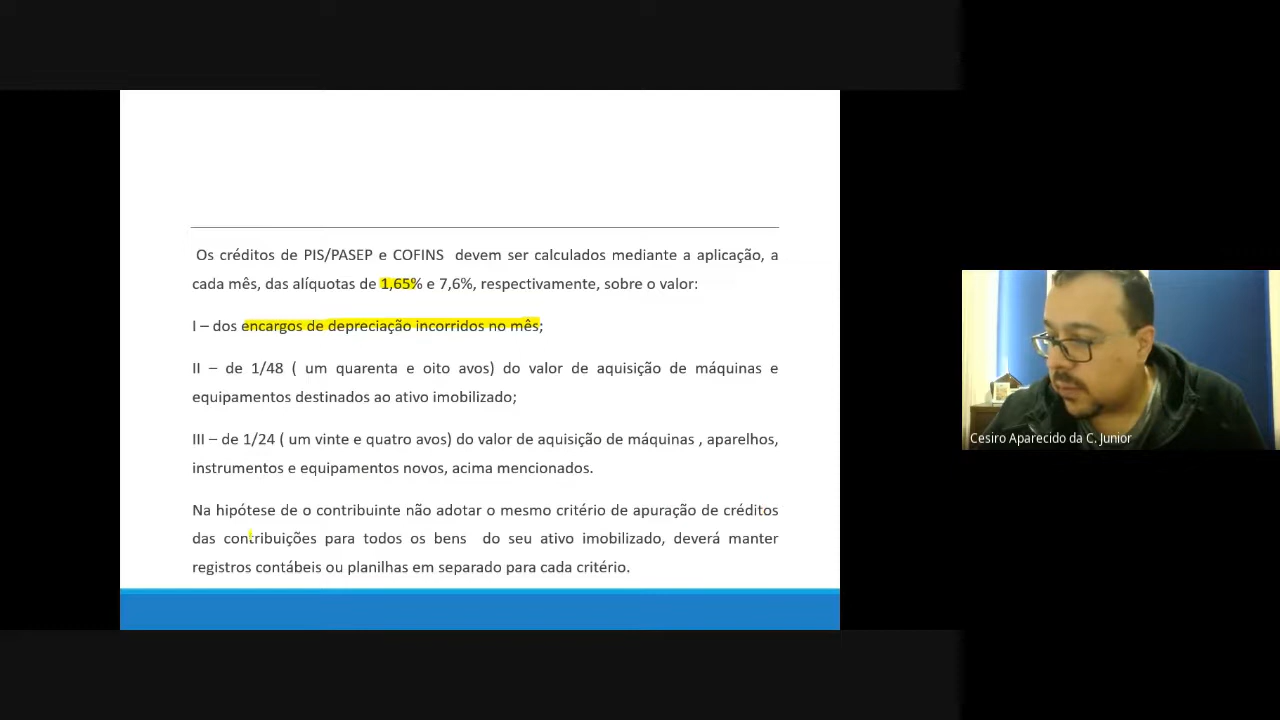 Os créditos de PIS/PASEP e COFINS devem ser calculados mediante a aplicação, a
cada mês, das alíquotas de 1,65% e 7,6%, respectivamente, sobre o valor:
I – dos encargos de depreciação incorridos no mês;
II – de 1/48 ( um quarenta e oito avos) do valor de aquisição de máquinas e
equipamentos destinados ao ativo imobilizado;
III – de 1/24 ( um vinte e quatro avos) do valor de aquisição de máquinas , aparelhos,
instrumentos e equipamentos novos, acima mencionados.
Na hipótese de o contribuinte não adotar o mesmo critério de apuração de créditos
das contribuições para todos os bens do seu ativo imobilizado, deverá manter
registros contábeis ou planilhas em separado para cada critério.
Cesiro Aparecido da C. Junior